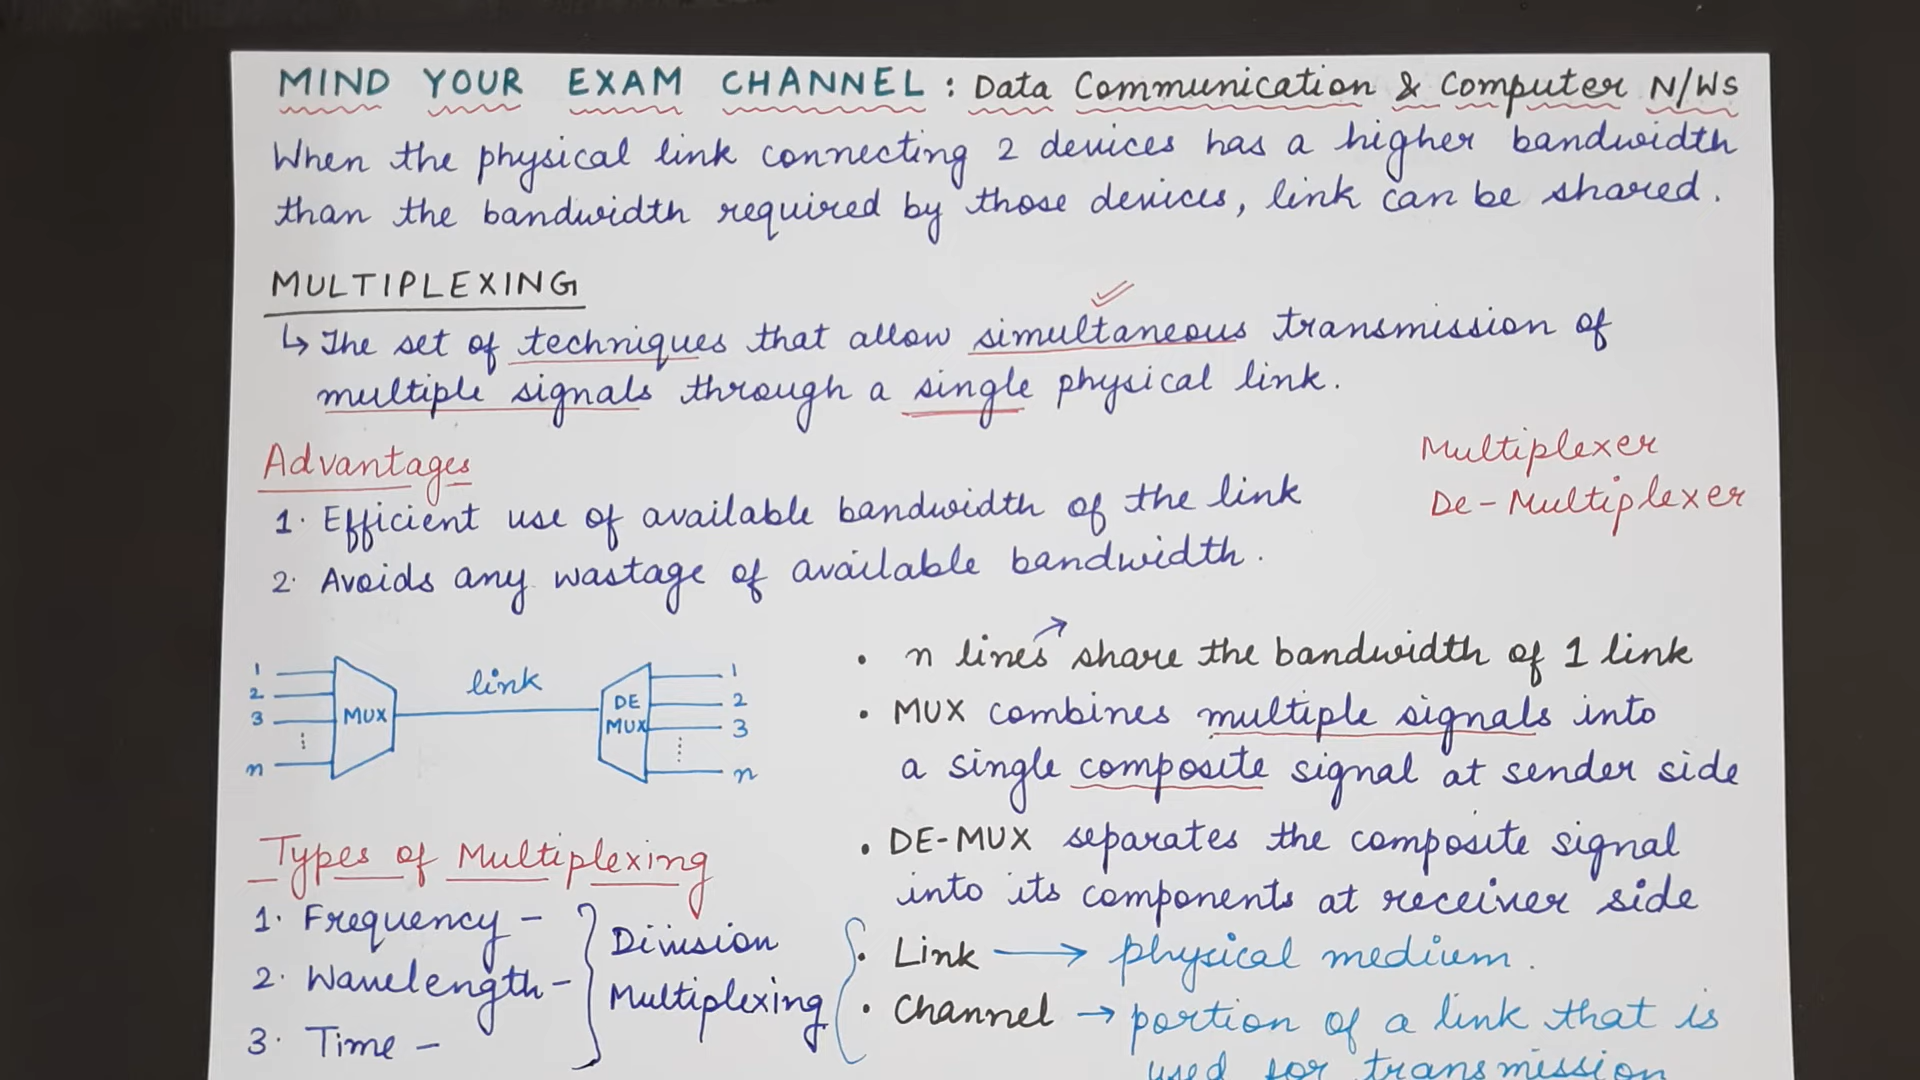 MIND YOUR EXAM CHANNEL : Data Communication & Computer N/Ws
When the physical link connecting 2 devices has a higher bandwidth
than the bandwidth required by those devices, link can be shared.
MULTIPLEXING
↳ The set of techniques that allow simultaneous transmission of
multiple signals through a single physical link.
Advantages
1. Efficient use of available bandwidth of the link
2. Avoids any wastage of available bandwidth.
Multiplexer
De-Multiplexer
1
2
3
n
MUX
link
DE
MUX
1
2
3
n
• n lines share the bandwidth of 1 link
• MUX combines multiple signals into
a single composite signal at sender side
• DE-MUX separates the composite signal
into its components at receiver side
• Link → physical medium.
• Channel → portion of a link that is
used for transmission
Types of Multiplexing
1. Frequency -
2. Wavelength -
3. Time -
Division
Multiplexing